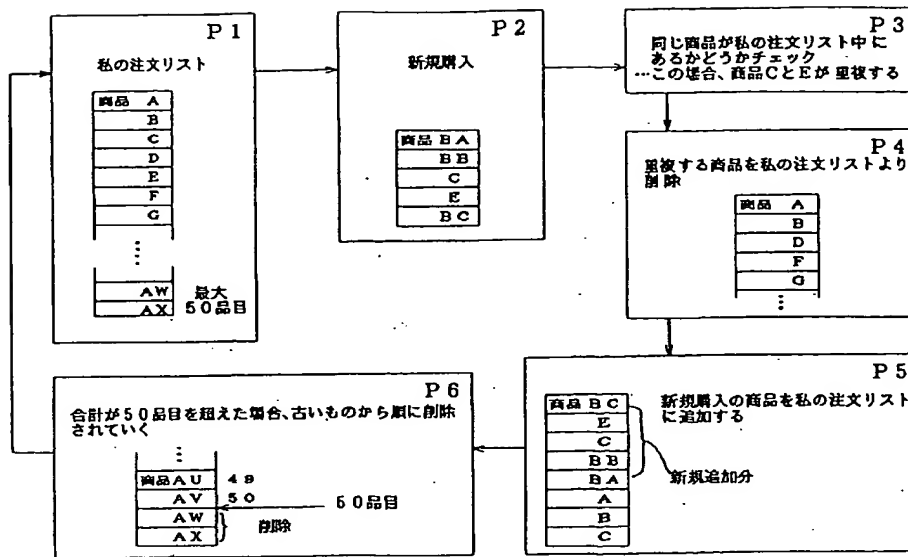 P1
私の注文リスト
商品 A
B
C
D
E
F
G
AW
AX
最大
50品目
P2
新規購入
商品BA
BB
C
E
BC
P3
同じ商品が私の注文リスト中に
あるかどうかチェック
…この場合、商品CとEが重複する
P4
重複する商品を私の注文リストより
削除
商品 A
B
D
F
G
P5
新規購入の商品を私の注文リスト
に追加する
商品BC
E
C
BB
BA
A
B
C
新規追加分
P6
合計が50品目を超えた場合、古いものから順に削除
されていく
商品AU 49
AV 50
AW
AX
削除
50品目